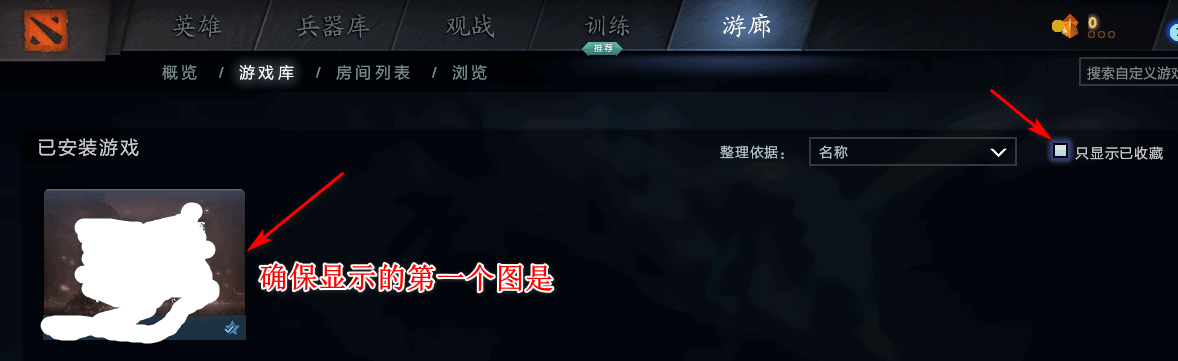 英雄 兵器库 观战 训练 游廊 0
推荐
概览 / 游戏库 / 房间列表 / 浏览 搜索自定义游戏
已安装游戏 整理依据： 名称 只显示已收藏
确保显示的第一个图是